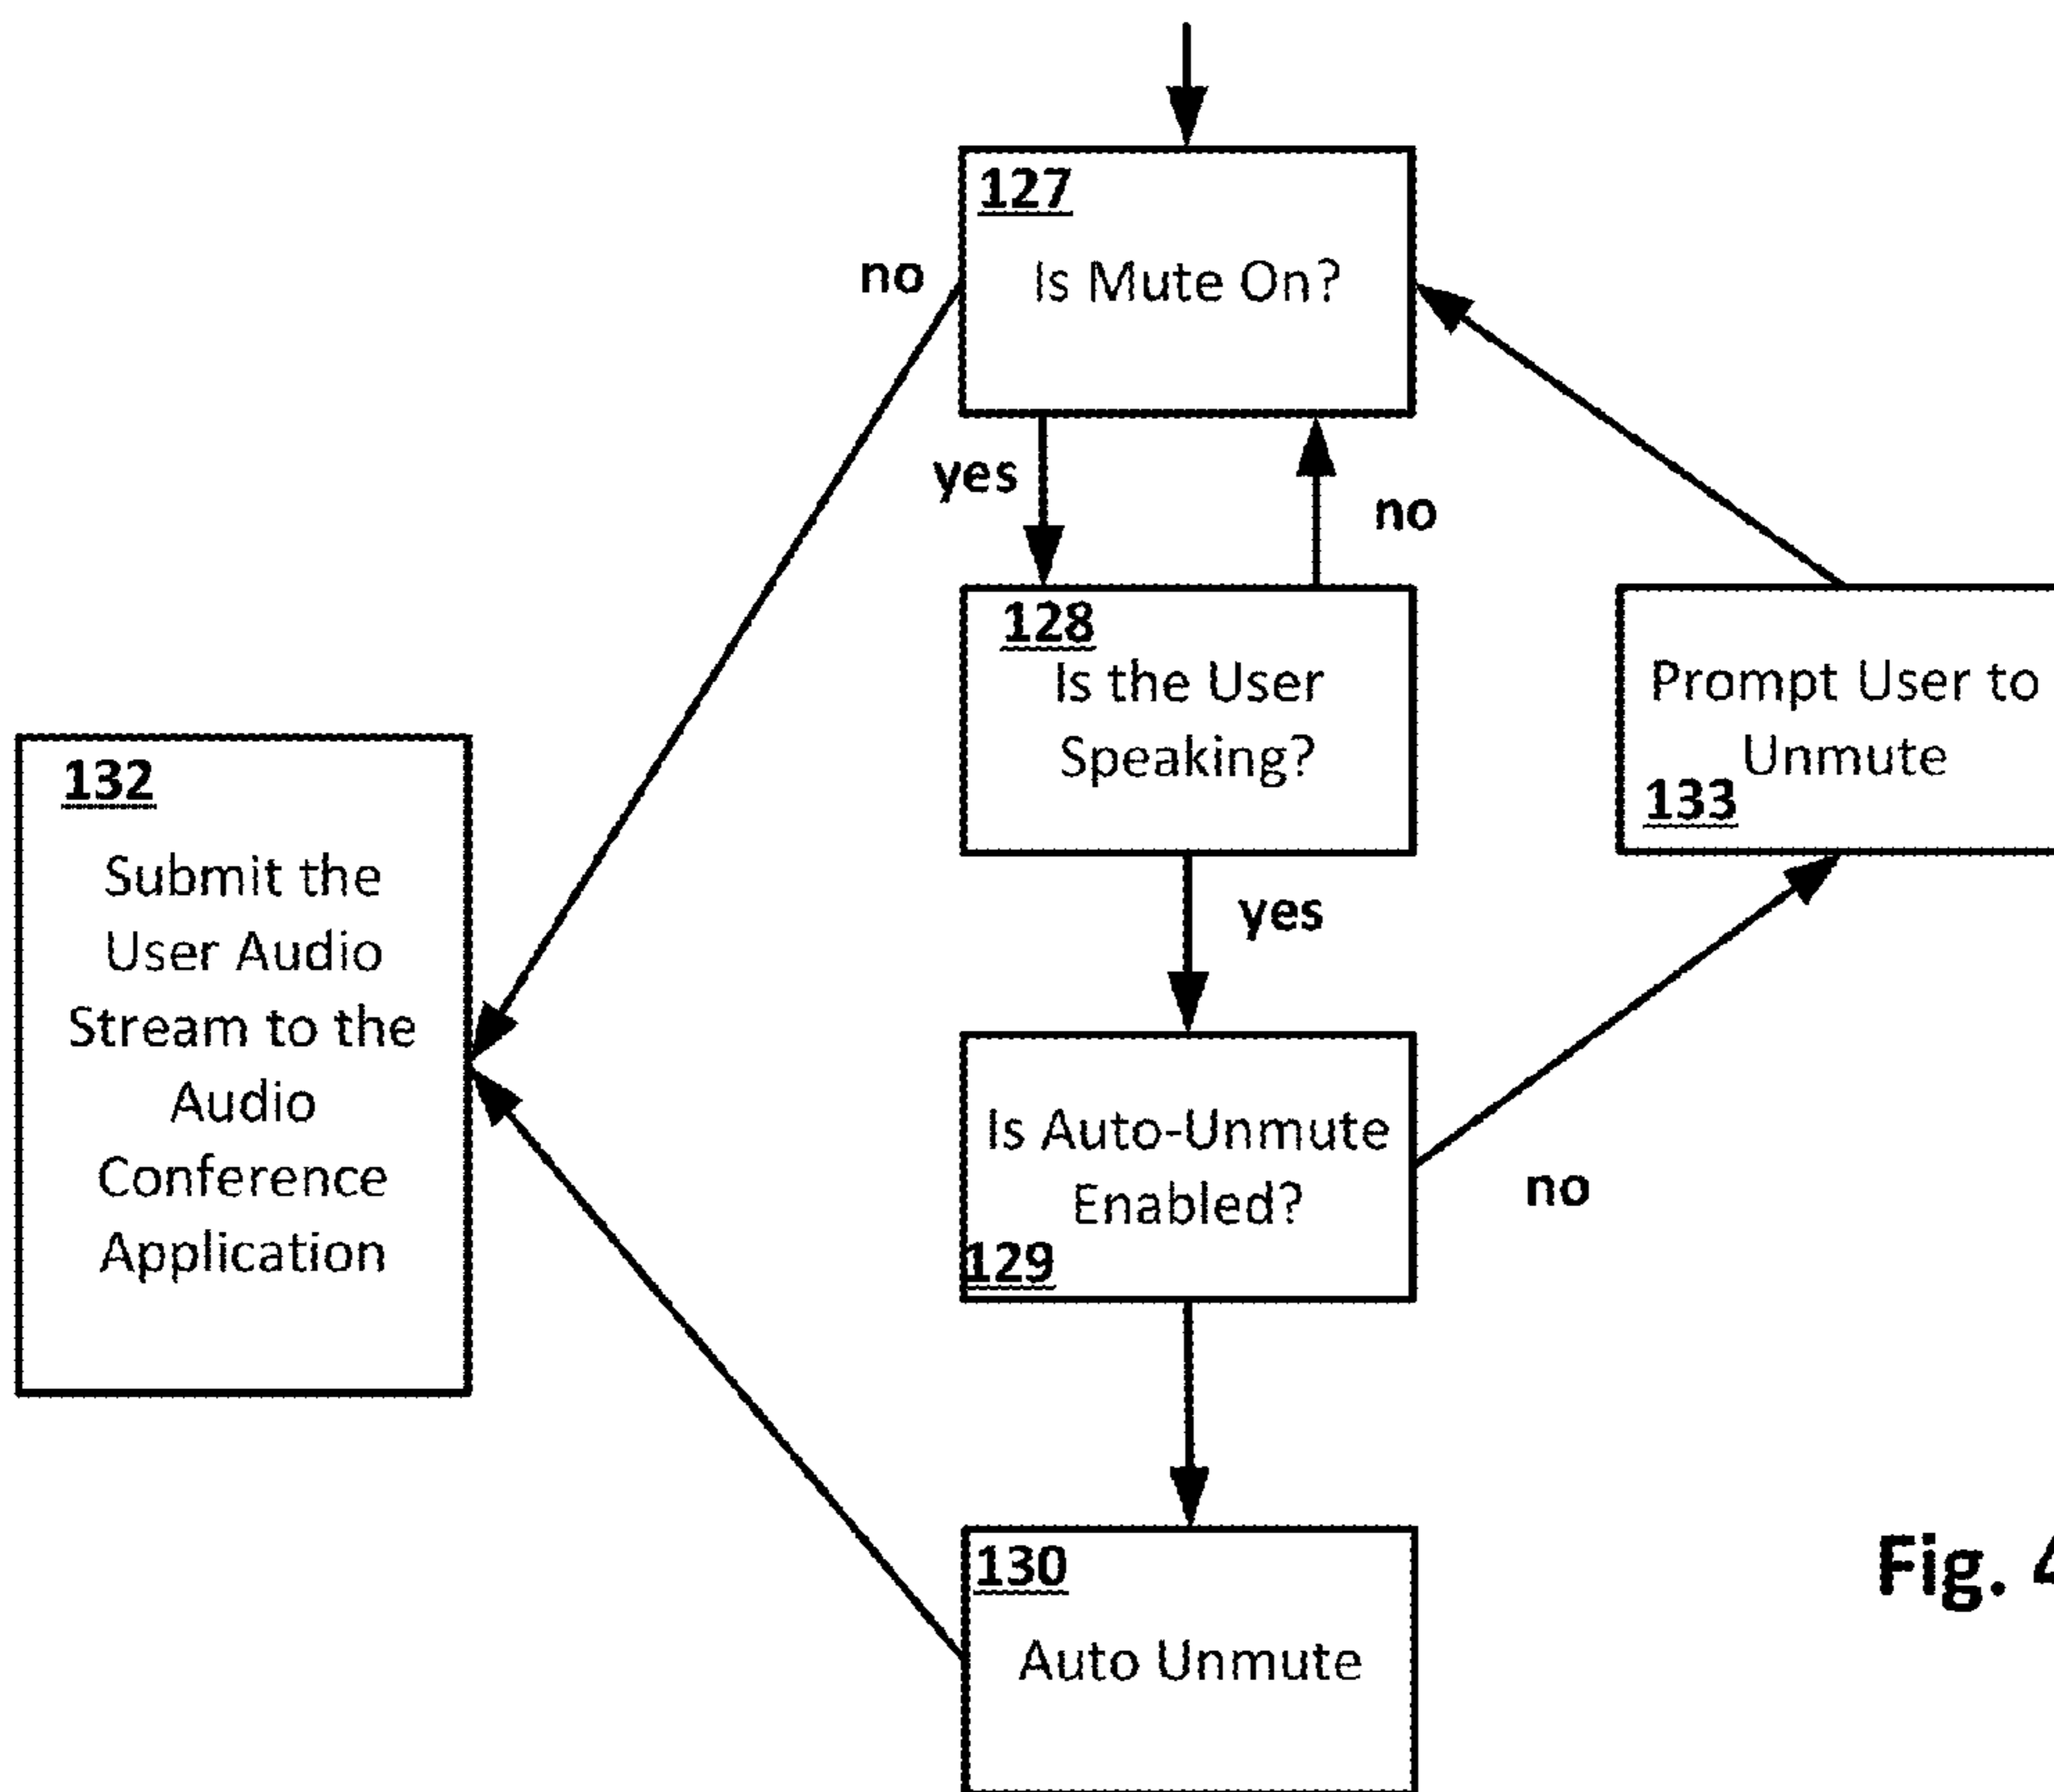 127
no
Is Mute On?
yes
no
128
Is the User
Speaking?
Prompt User to
Unmute
133
132
Submit the
User Audio
Stream to the
Audio
Conference
Application
yes
Is Auto-Unmute
Enabled?
129
no
130
Auto Unmute
Fig. 4